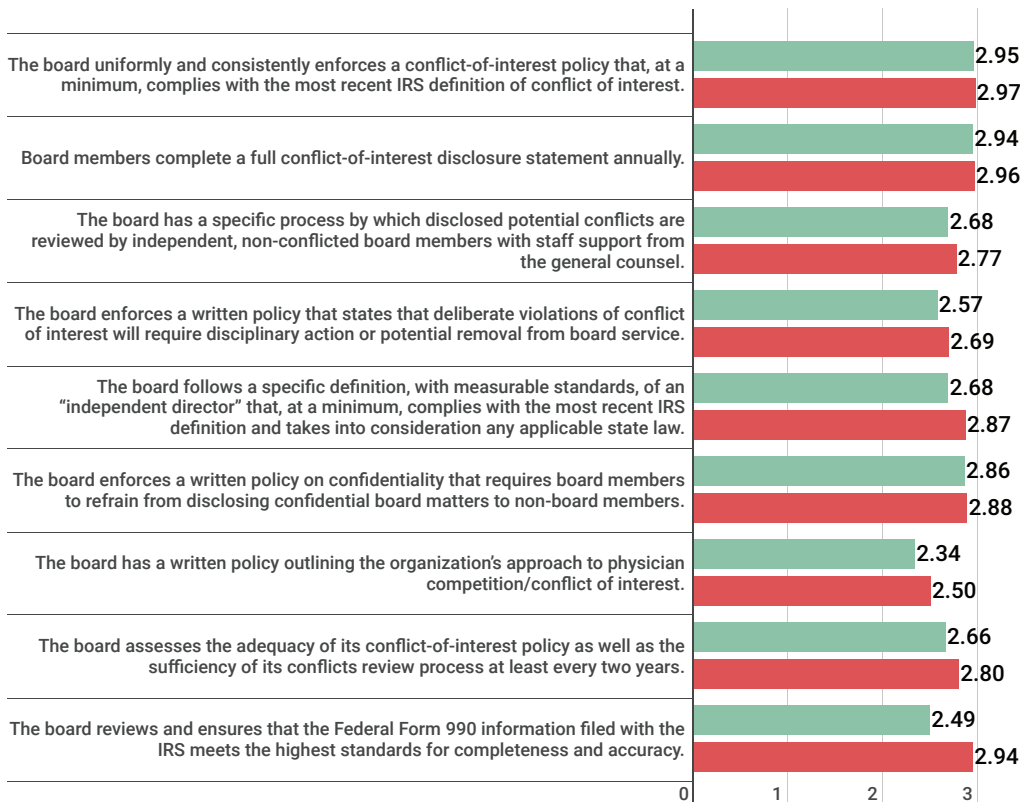 The board uniformly and consistently enforces a conflict-of-interest policy that, at a
minimum, complies with the most recent IRS definition of conflict of interest.
2.95
2.97
Board members complete a full conflict-of-interest disclosure statement annually.
2.94
2.96
The board has a specific process by which disclosed potential conflicts are
reviewed by independent, non-conflicted board members with staff support from
the general counsel.
2.68
2.77
The board enforces a written policy that states that deliberate violations of conflict
of interest will require disciplinary action or potential removal from board service.
2.57
2.69
The board follows a specific definition, with measurable standards, of an
“independent director” that, at a minimum, complies with the most recent IRS
definition and takes into consideration any applicable state law.
2.68
2.87
The board enforces a written policy on confidentiality that requires board members
to refrain from disclosing confidential board matters to non-board members.
2.86
2.88
The board has a written policy outlining the organization’s approach to physician
competition/conflict of interest.
2.34
2.50
The board assesses the adequacy of its conflict-of-interest policy as well as the
sufficiency of its conflicts review process at least every two years.
2.66
2.80
The board reviews and ensures that the Federal Form 990 information filed with the
IRS meets the highest standards for completeness and accuracy.
2.49
2.94
0 1 2 3